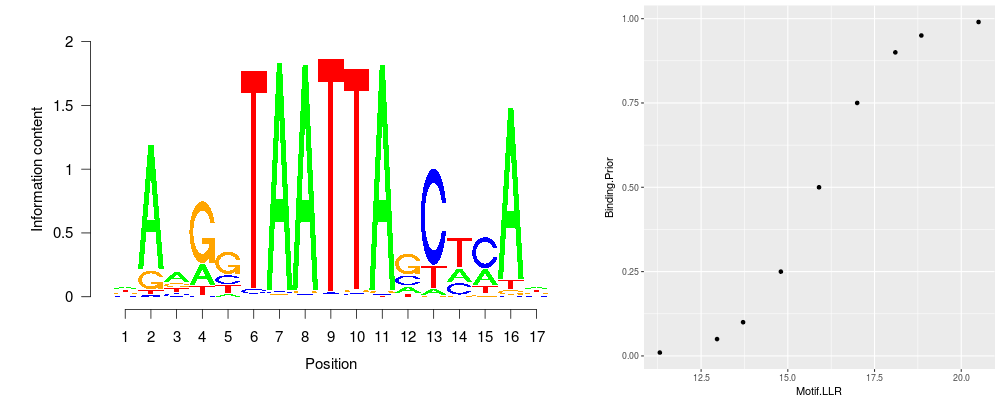 2
1.5
1
0.5
0
Information content
1 2 3 4 5 6 7 8 9 10 11 12 13 14 15 16 17
Position
A G
A
G A T
G C T A
T
A
A
T
T
A
G C T A
C T A
T A C
C A T
A T
1.00
0.75
0.50
0.25
0.00
Binding.Prior
12.5 15.0 17.5 20.0
Motif.LLR